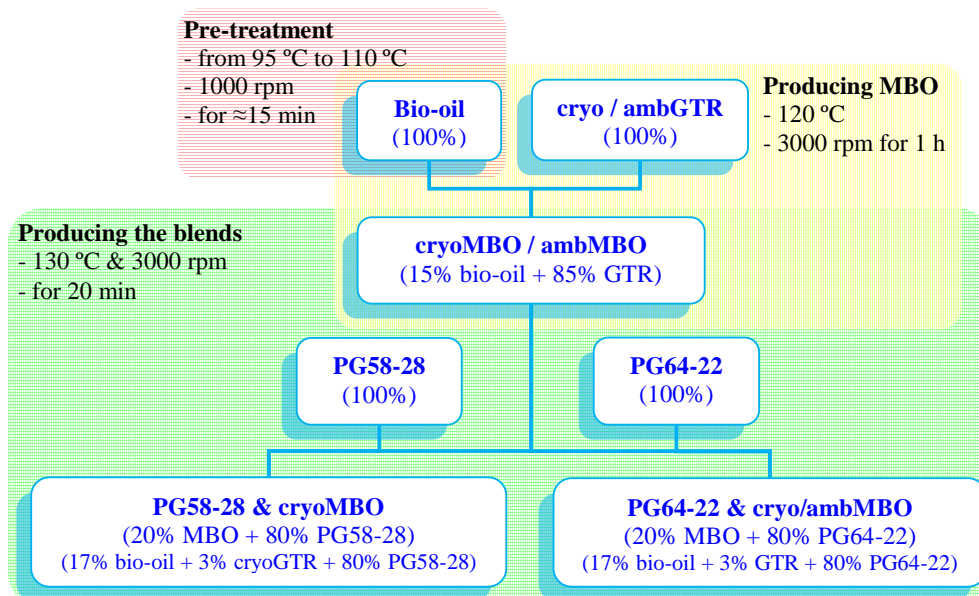 Pre-treatment
- from 95 ºC to 110 ºC
- 1000 rpm
- for ≈15 min
Bio-oil
(100%)
cryo / ambGTR
(100%)
Producing MBO
- 120 ºC
- 3000 rpm for 1 h
Producing the blends
- 130 ºC & 3000 rpm
- for 20 min
cryoMBO / ambMBO
(15% bio-oil + 85% GTR)
PG58-28
(100%)
PG64-22
(100%)
PG58-28 & cryoMBO
(20% MBO + 80% PG58-28)
(17% bio-oil + 3% cryoGTR + 80% PG58-28)
PG64-22 & cryo/ambMBO
(20% MBO + 80% PG64-22)
(17% bio-oil + 3% GTR + 80% PG64-22)